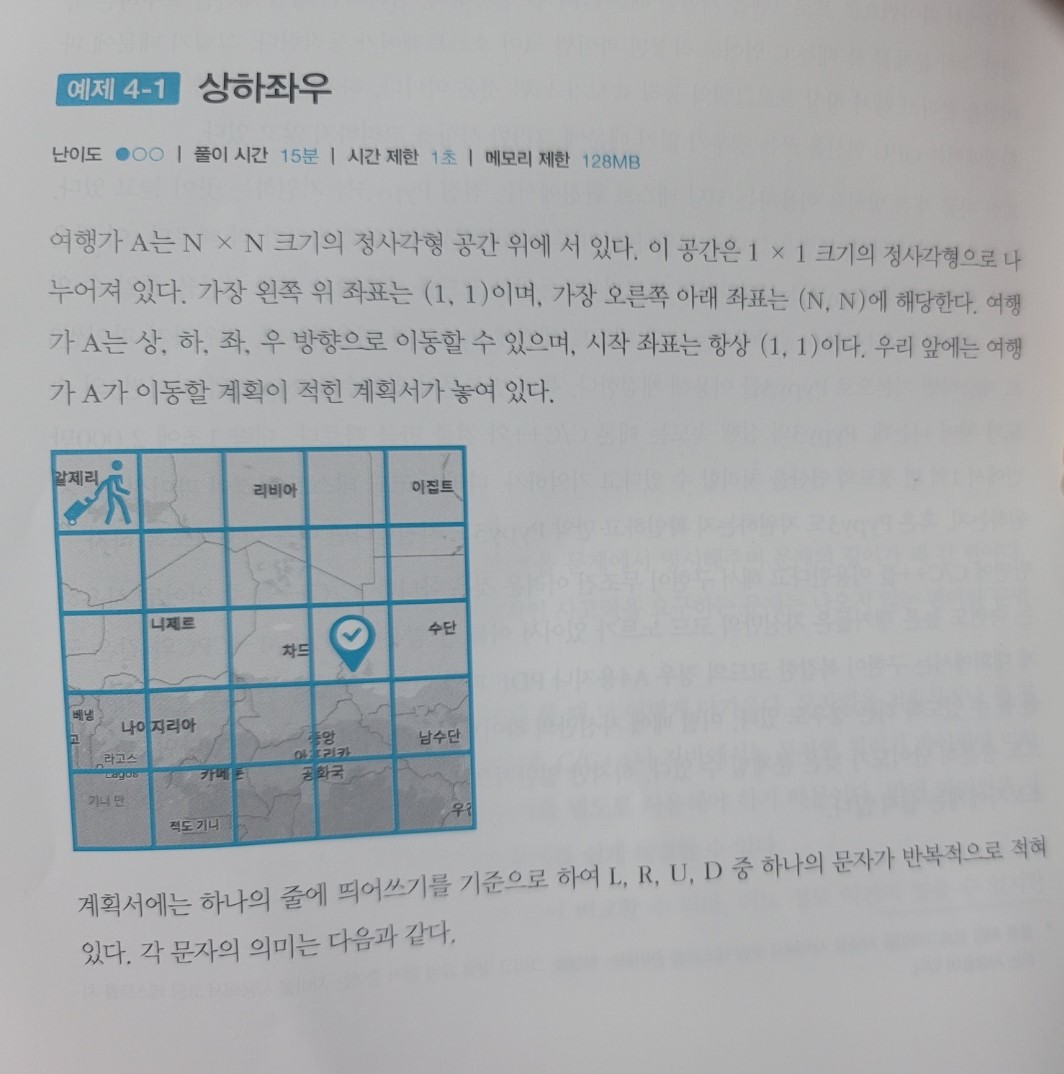 예제 4-1 상하좌우
난이도 ●○○ | 풀이 시간 15분 | 시간 제한 1초 | 메모리 제한 128MB
여행가 A는 N × N 크기의 정사각형 공간 위에 서 있다. 이 공간은 1 × 1 크기의 정사각형으로 나
누어져 있다. 가장 왼쪽 위 좌표는 (1, 1)이며, 가장 오른쪽 아래 좌표는 (N, N)에 해당한다. 여행
가 A는 상, 하, 좌, 우 방향으로 이동할 수 있으며, 시작 좌표는 항상 (1, 1)이다. 우리 앞에는 여행
가 A가 이동할 계획이 적힌 계획서가 놓여 있다.
알제리
리비아
이집트
니제르
차드
수단
베냉
고
나이지리아
라고스
Lagos
중앙
아프리카
공화국
남수단
카메룬
기니 만
적도 기니
계획서에는 하나의 줄에 띄어쓰기를 기준으로 하여 L, R, U, D 중 하나의 문자가 반복적으로 적혀
있다. 각 문자의 의미는 다음과 같다.